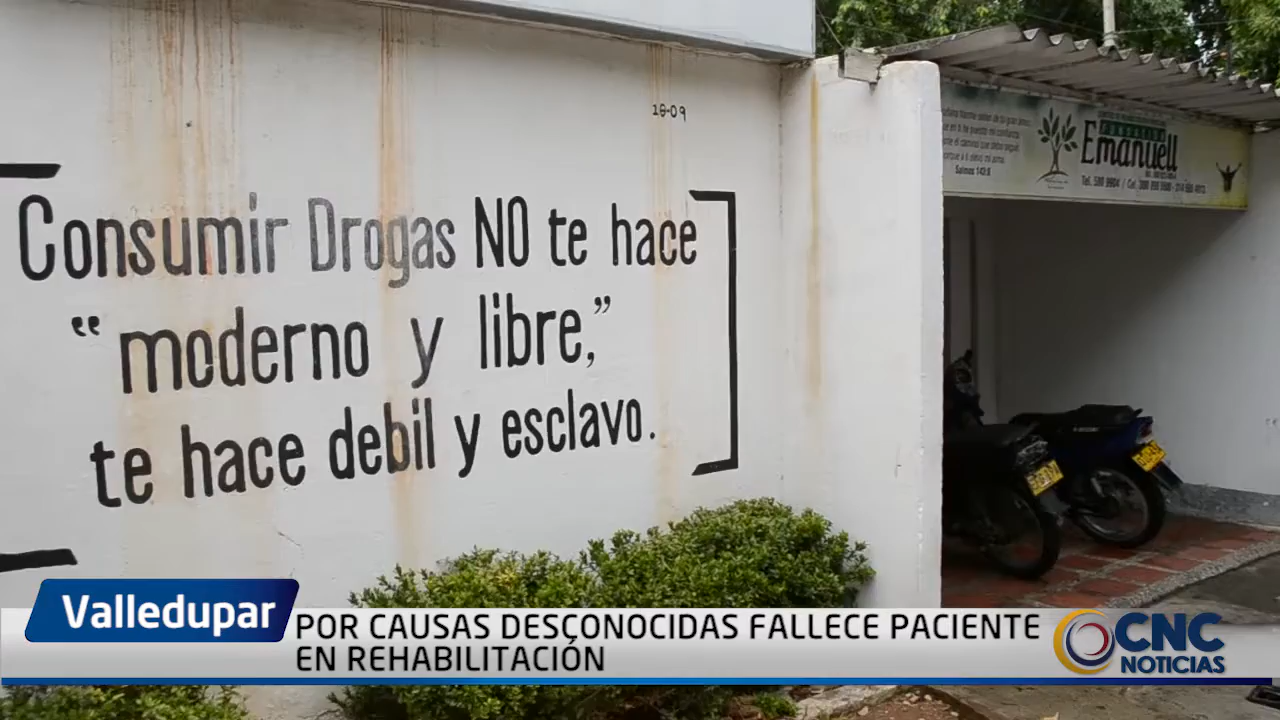 18-09
Consumir Drogas NO te hace
“moderno y libre,”
te hace debil y esclavo.
Salmos 143:8
FUNDACIÓN
Emanuell
Valledupar
POR CAUSAS DESCONOCIDAS FALLECE PACIENTE
EN REHABILITACIÓN
CNC
NOTICIAS